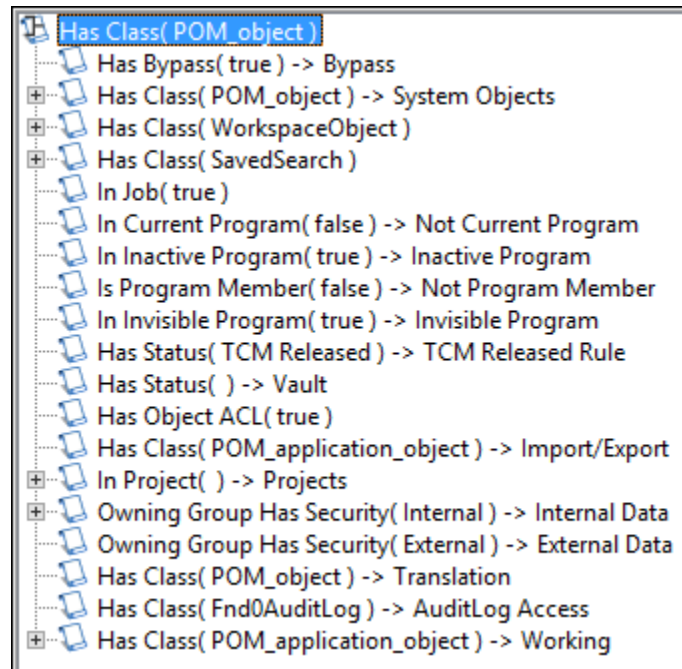 Has Class( POM_object )
Has Bypass( true ) -> Bypass
Has Class( POM_object ) -> System Objects
Has Class( WorkspaceObject )
Has Class( SavedSearch )
In Job( true )
In Current Program( false ) -> Not Current Program
In Inactive Program( true ) -> Inactive Program
Is Program Member( false ) -> Not Program Member
In Invisible Program( true ) -> Invisible Program
Has Status( TCM Released ) -> TCM Released Rule
Has Status( ) -> Vault
Has Object ACL( true )
Has Class( POM_application_object ) -> Import/Export
In Project( ) -> Projects
Owning Group Has Security( Internal ) -> Internal Data
Owning Group Has Security( External ) -> External Data
Has Class( POM_object ) -> Translation
Has Class( Fnd0AuditLog ) -> AuditLog Access
Has Class( POM_application_object ) -> Working